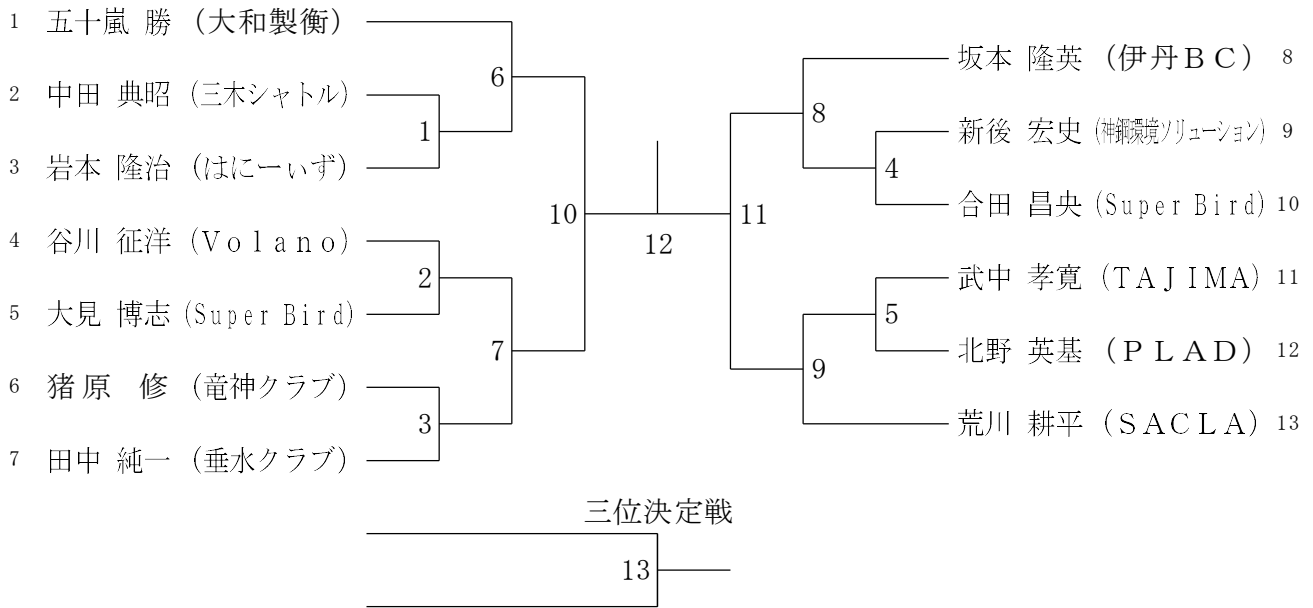 1 五十嵐 勝 (大和製衡)
2 中田 典昭 (三木シャトル)
3 岩本 隆治 (はにーぃず)
4 谷川 征洋 (Volano)
5 大見 博志 (Super Bird)
6 猪原 修 (竜神クラブ)
7 田中 純一 (垂水クラブ)
6
1
2
7
3
10
12
11
8
4
5
9
坂本 隆英 (伊丹BC) 8
新後 宏史 (神鋼環境ソリューション) 9
合田 昌央 (Super Bird) 10
武中 孝寛 (TAJIMA) 11
北野 英基 (PLAD) 12
荒川 耕平 (SACLA) 13
三位決定戦
13